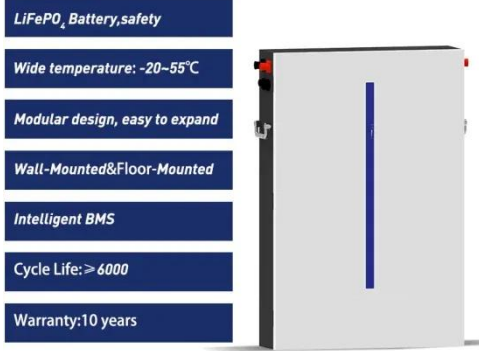 LiFePO₄ Battery,safety
Wide temperature: -20~55℃
Modular design, easy to expand
Wall-Mounted&Floor-Mounted
Intelligent BMS
Cycle Life:≥6000
Warranty:10 years